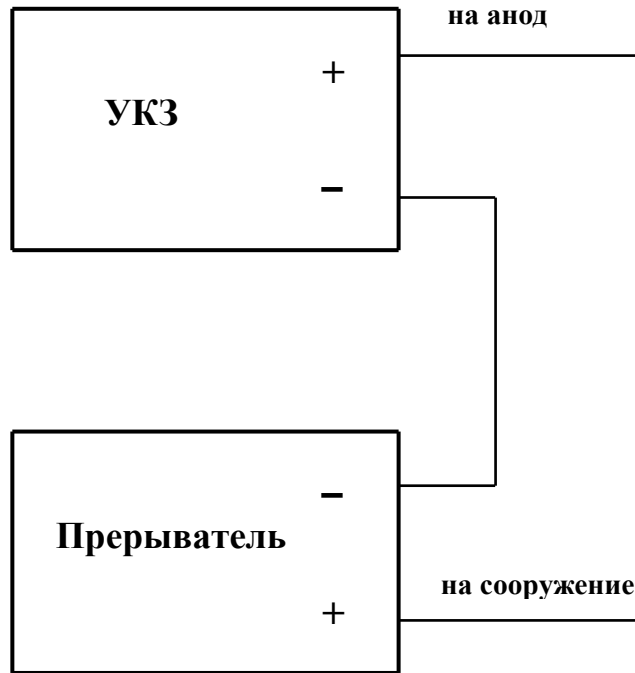 на анод
+
УКЗ
–
–
Прерыватель
на сооружение
+